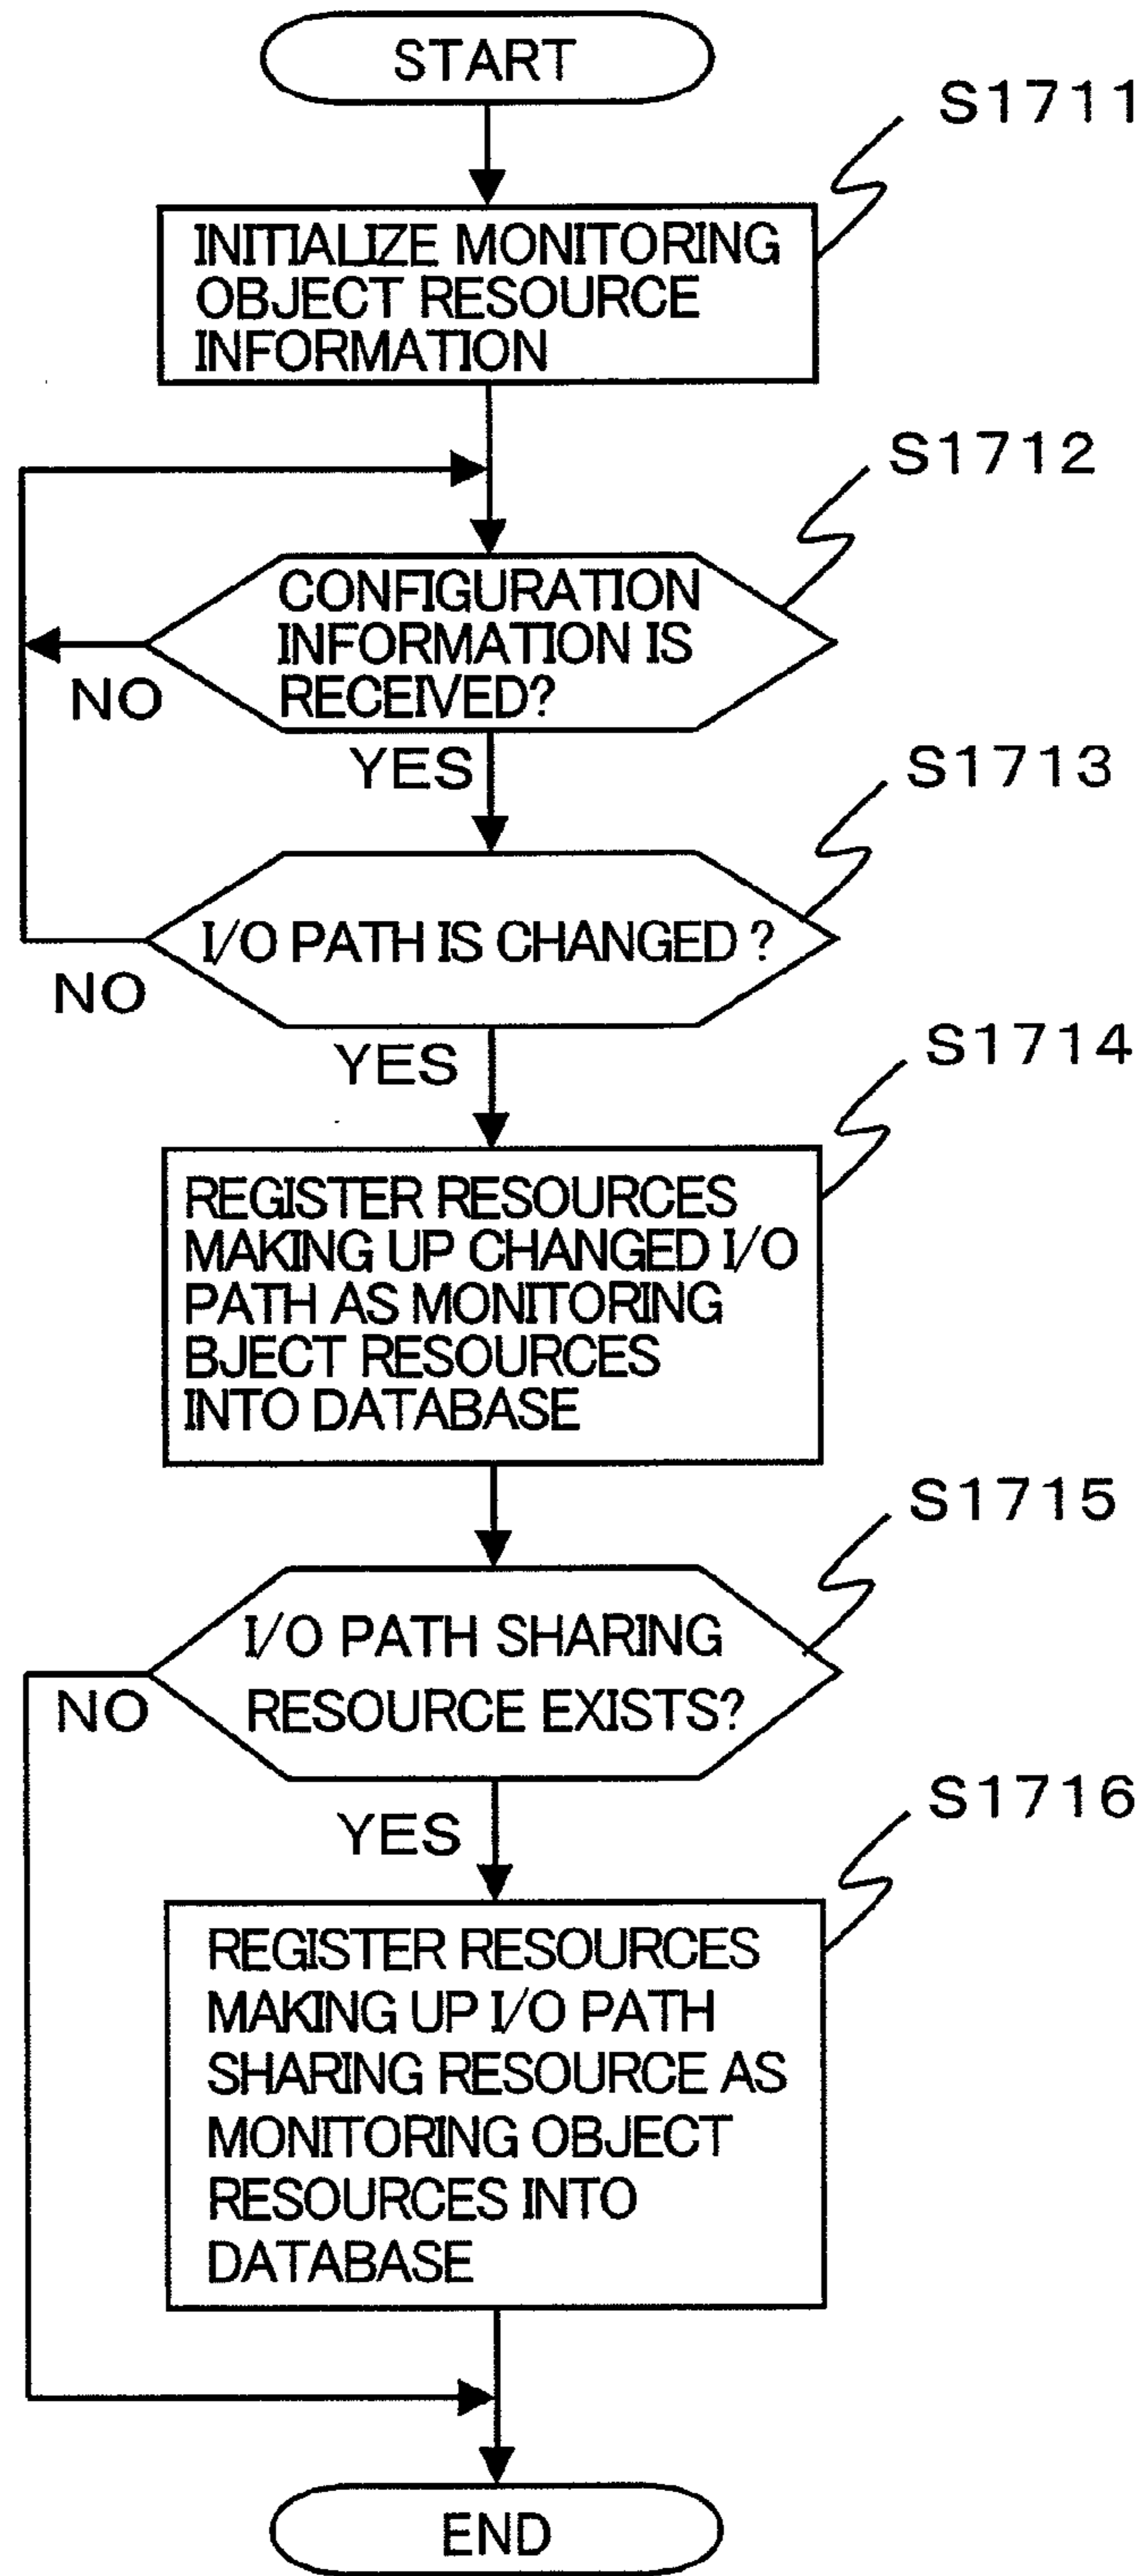 START
S1711
INITIALIZE MONITORING
OBJECT RESOURCE
INFORMATION
S1712
CONFIGURATION
INFORMATION IS
RECEIVED?
NO
YES
S1713
I/O PATH IS CHANGED ?
NO
YES
S1714
REGISTER RESOURCES
MAKING UP CHANGED I/O
PATH AS MONITORING
BJECT RESOURCES
INTO DATABASE
S1715
I/O PATH SHARING
RESOURCE EXISTS?
NO
YES
S1716
REGISTER RESOURCES
MAKING UP I/O PATH
SHARING RESOURCE AS
MONITORING OBJECT
RESOURCES INTO
DATABASE
END